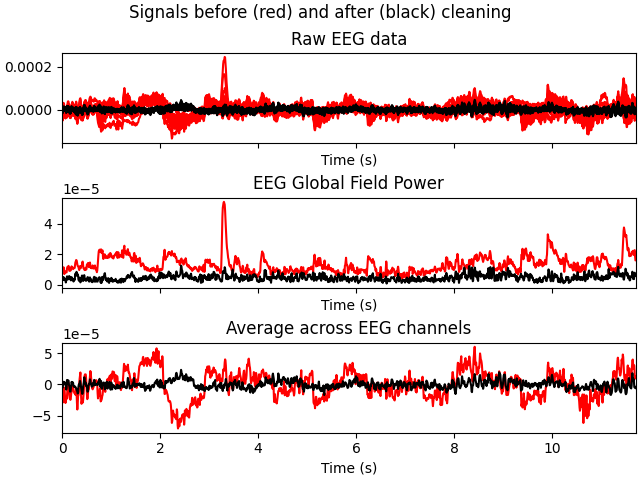 Signals before (red) and after (black) cleaning
Raw EEG data
0.0002
0.0000
Time (s)
EEG Global Field Power
1e−5
4
2
0
Time (s)
Average across EEG channels
1e−5
5
0
−5
0 2 4 6 8 10
Time (s)